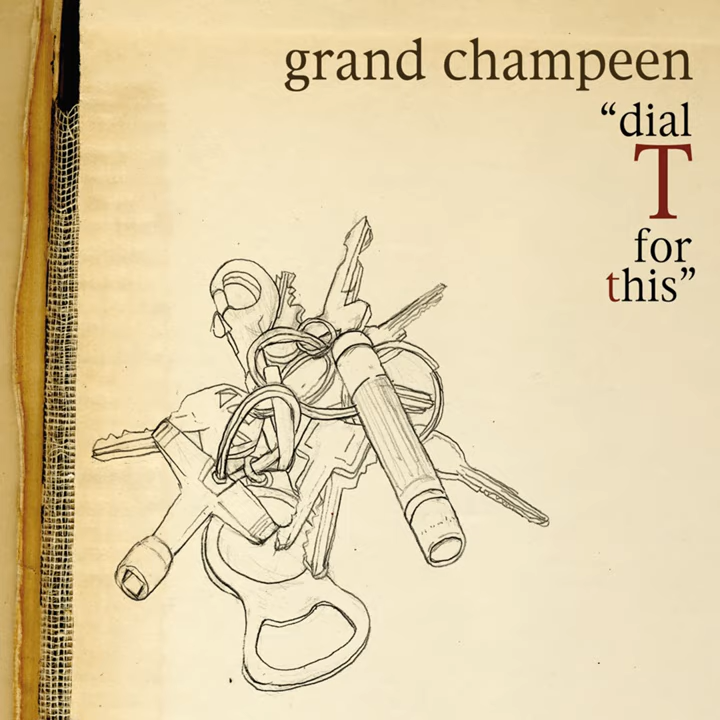 grand champeen
“dial
T
for
this”